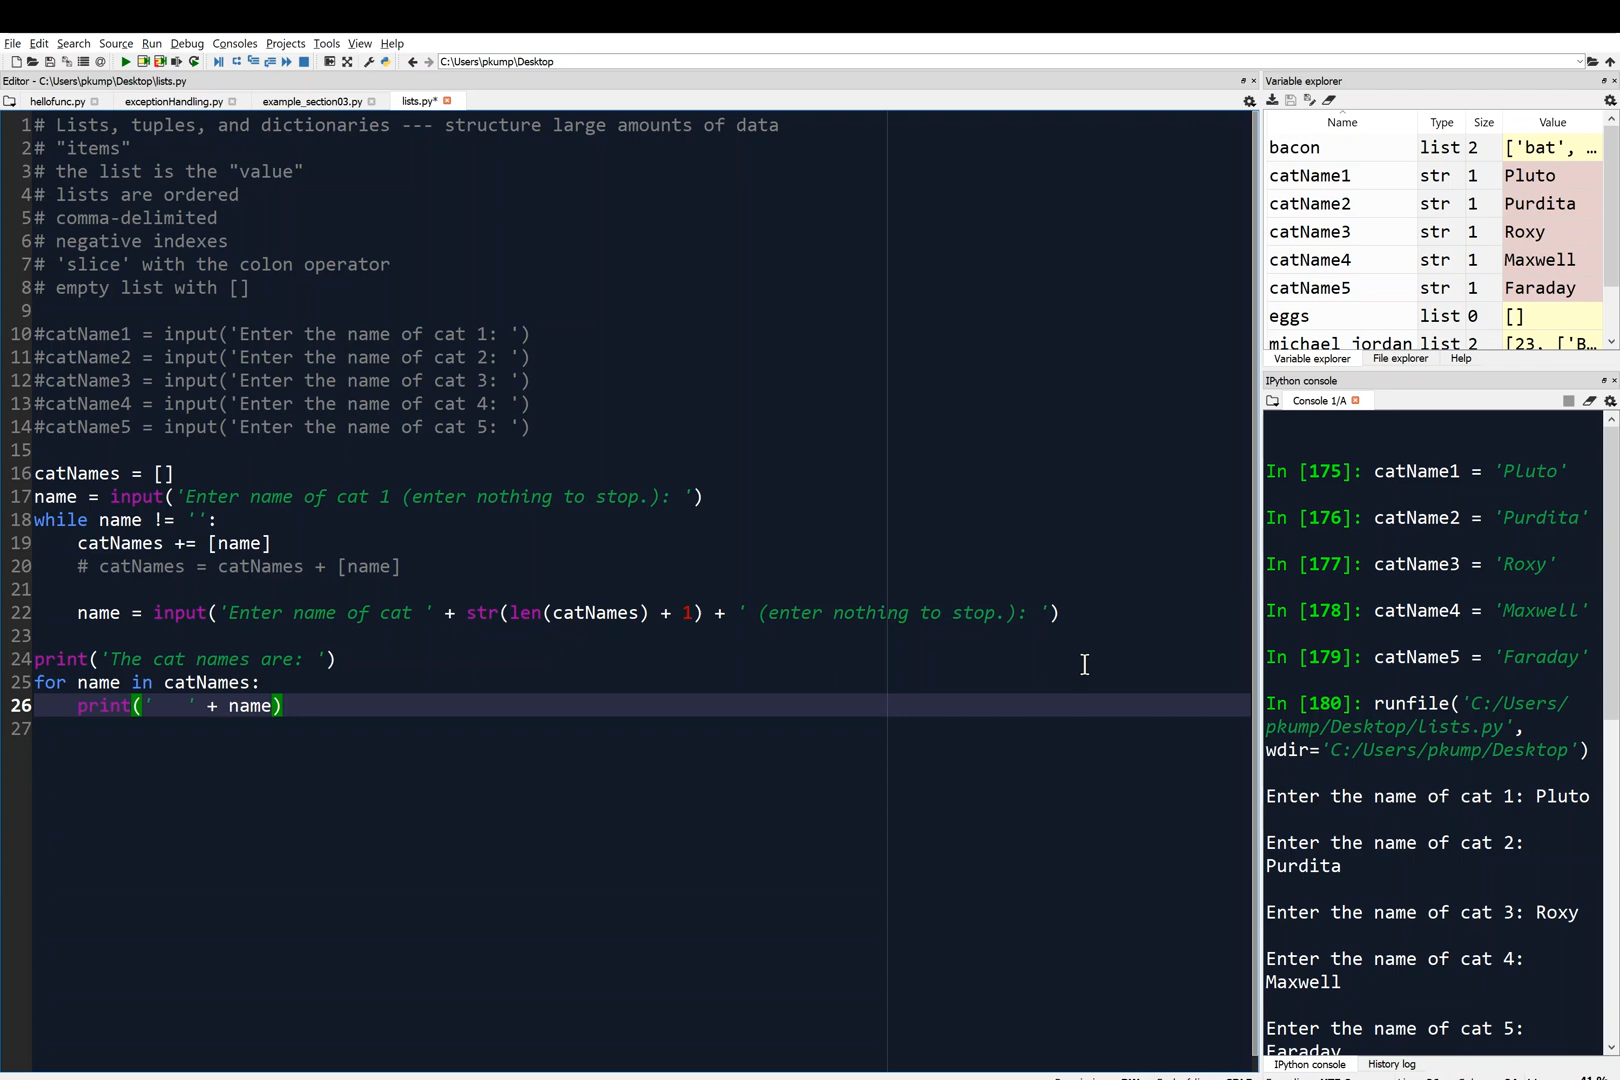 File Edit Search Source Run Debug Consoles Projects Tools View Help
C:\Users\pkump\Desktop
Editor - C:\Users\pkump\Desktop\lists.py
hellofunc.py exceptionHandling.py example_section03.py lists.py*
1# Lists, tuples, and dictionaries --- structure large amounts of data
2# "items"
3# the list is the "value"
4# lists are ordered
5# comma-delimited
6# negative indexes
7# 'slice' with the colon operator
8# empty list with []
9
10#catName1 = input('Enter the name of cat 1: ')
11#catName2 = input('Enter the name of cat 2: ')
12#catName3 = input('Enter the name of cat 3: ')
13#catName4 = input('Enter the name of cat 4: ')
14#catName5 = input('Enter the name of cat 5: ')
15
16catNames = []
17name = input('Enter name of cat 1 (enter nothing to stop.): ')
18while name != '':
19    catNames += [name]
20    # catNames = catNames + [name]
21
22    name = input('Enter name of cat ' + str(len(catNames) + 1) + ' (enter nothing to stop.): ')
23
24print('The cat names are: ')
25for name in catNames:
26    print('   ' + name)
27
Variable explorer
Name Type Size Value
bacon list 2 ['bat', …
catName1 str 1 Pluto
catName2 str 1 Purdita
catName3 str 1 Roxy
catName4 str 1 Maxwell
catName5 str 1 Faraday
eggs list 0 []
michael_jordan list 2 [23, ['B…
Variable explorer File explorer Help
IPython console
Console 1/A
In [175]: catName1 = 'Pluto'
In [176]: catName2 = 'Purdita'
In [177]: catName3 = 'Roxy'
In [178]: catName4 = 'Maxwell'
In [179]: catName5 = 'Faraday'
In [180]: runfile('C:/Users/
pkump/Desktop/lists.py',
wdir='C:/Users/pkump/Desktop')
Enter the name of cat 1: Pluto
Enter the name of cat 2:
Purdita
Enter the name of cat 3: Roxy
Enter the name of cat 4:
Maxwell
Enter the name of cat 5:
Faraday
IPython console History log